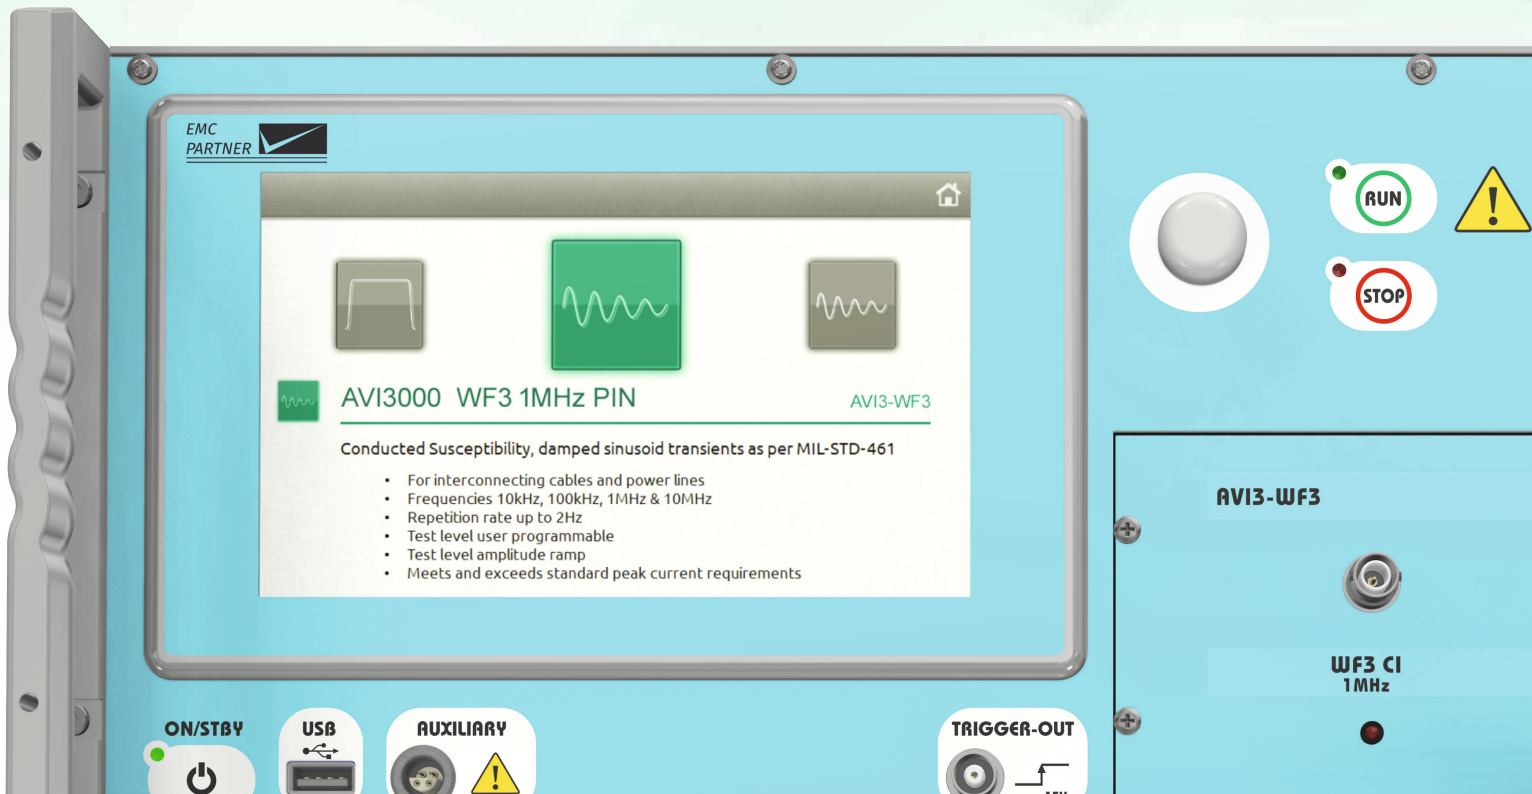 EMC
PARTNER
RUN
STOP
AVI3000 WF3 1MHz PIN
AVI3-WF3
Conducted Susceptibility, damped sinusoid transients as per MIL-STD-461
• For interconnecting cables and power lines
• Frequencies 10kHz, 100kHz, 1MHz & 10MHz
• Repetition rate up to 2Hz
• Test level user programmable
• Test level amplitude ramp
• Meets and exceeds standard peak current requirements
AVI3-WF3
WF3 CI
1MHz
ON/STBY
USB
AUXILIARY
TRIGGER-OUT